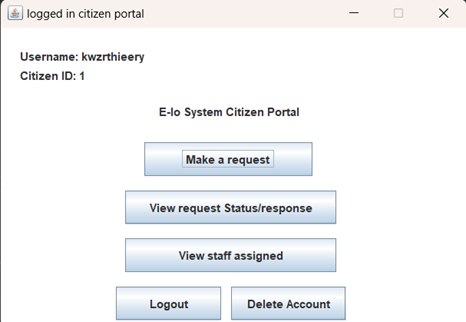 logged in citizen portal
Username: kwzrthieery
Citizen ID: 1
E-lo System Citizen Portal
Make a request
View request Status/response
View staff assigned
Logout Delete Account